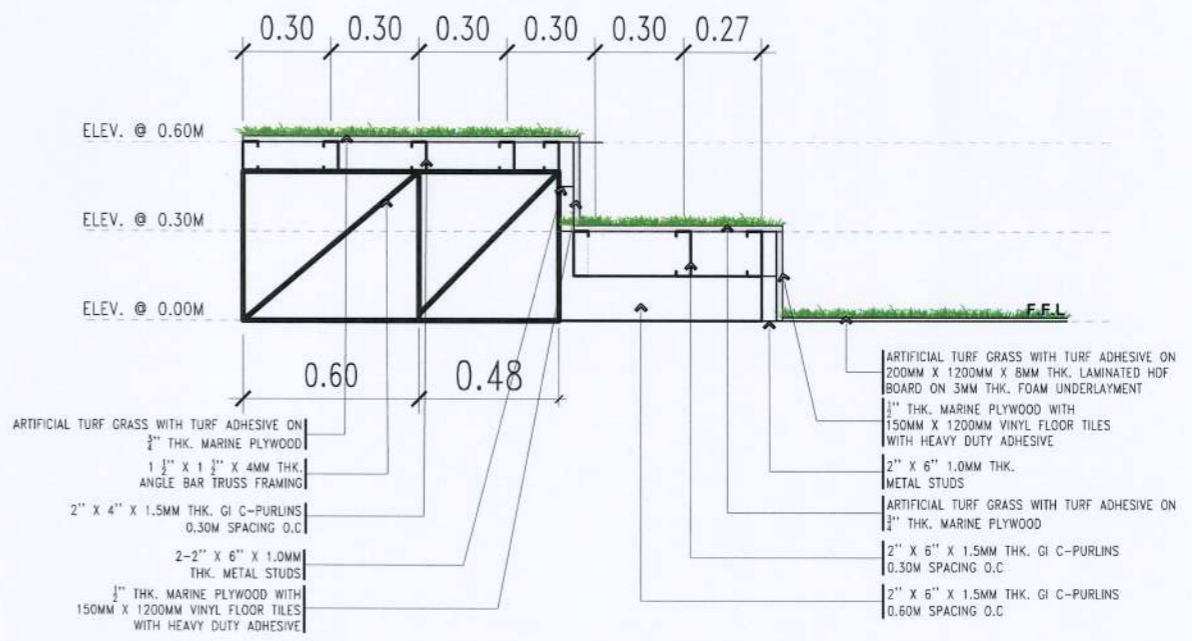 0.30 0.30 0.30 0.30 0.30 0.27
ELEV. @ 0.60M
ELEV. @ 0.30M
ELEV. @ 0.00M
F.F.L
0.60 0.48
ARTIFICIAL TURF GRASS WITH TURF ADHESIVE ON
3/4" THK. MARINE PLYWOOD
1 1/2" X 1 1/2" X 4MM THK.
ANGLE BAR TRUSS FRAMING
2" X 4" X 1.5MM THK. GI C-PURLINS
0.30M SPACING O.C
2-2" X 6" X 1.0MM
THK. METAL STUDS
1/2" THK. MARINE PLYWOOD WITH
150MM X 1200MM VINYL FLOOR TILES
WITH HEAVY DUTY ADHESIVE
ARTIFICIAL TURF GRASS WITH TURF ADHESIVE ON
200MM X 1200MM X 8MM THK. LAMINATED HDF
BOARD ON 3MM THK. FOAM UNDERLAYMENT
1/2" THK. MARINE PLYWOOD WITH
150MM X 1200MM VINYL FLOOR TILES
WITH HEAVY DUTY ADHESIVE
2" X 6" 1.0MM THK.
METAL STUDS
ARTIFICIAL TURF GRASS WITH TURF ADHESIVE ON
3/4" THK. MARINE PLYWOOD
2" X 6" X 1.5MM THK. GI C-PURLINS
0.30M SPACING O.C
2" X 6" X 1.5MM THK. GI C-PURLINS
0.60M SPACING O.C